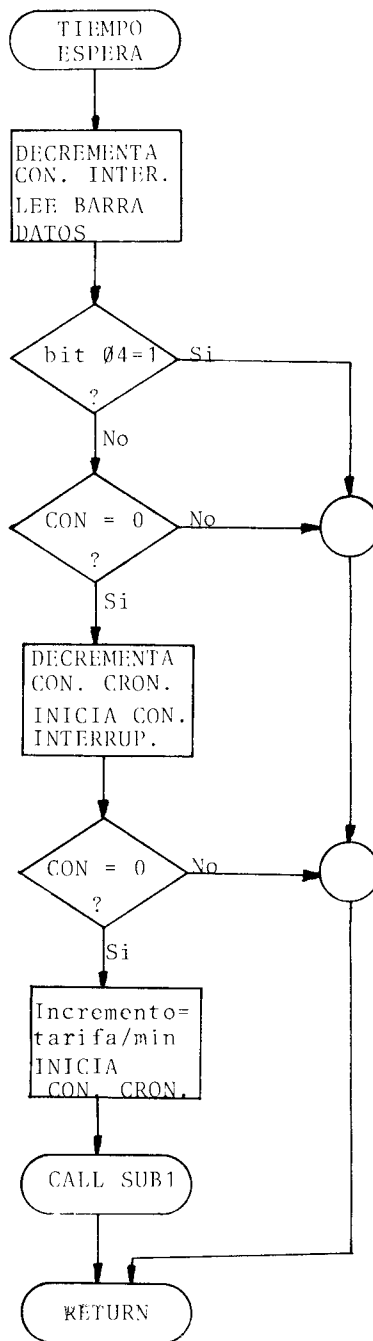 TIEMPO
ESPERA
DECREMENTA
CON. INTER.
LEE BARRA
DATOS
bit Ø4=1 Si
?
No
CON = 0 No
?
Si
DECREMENTA
CON. CRON.
INICIA CON.
INTERRUP.
CON = 0 No
?
Si
Incremento=
tarifa/min
INICIA
CON. CRON.
CALL SUB1
RETURN